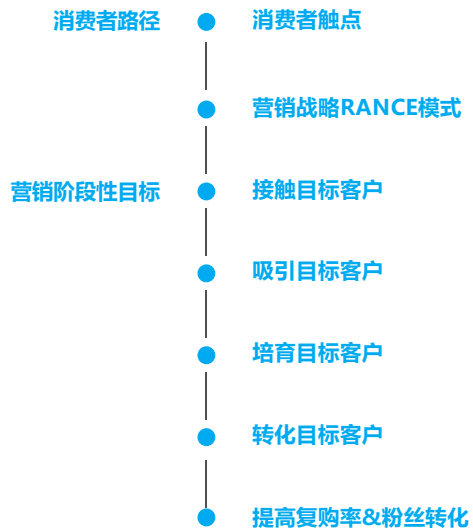 消费者路径 消费者触点
营销战略RANCE模式
营销阶段性目标 接触目标客户
吸引目标客户
培育目标客户
转化目标客户
提高复购率&粉丝转化